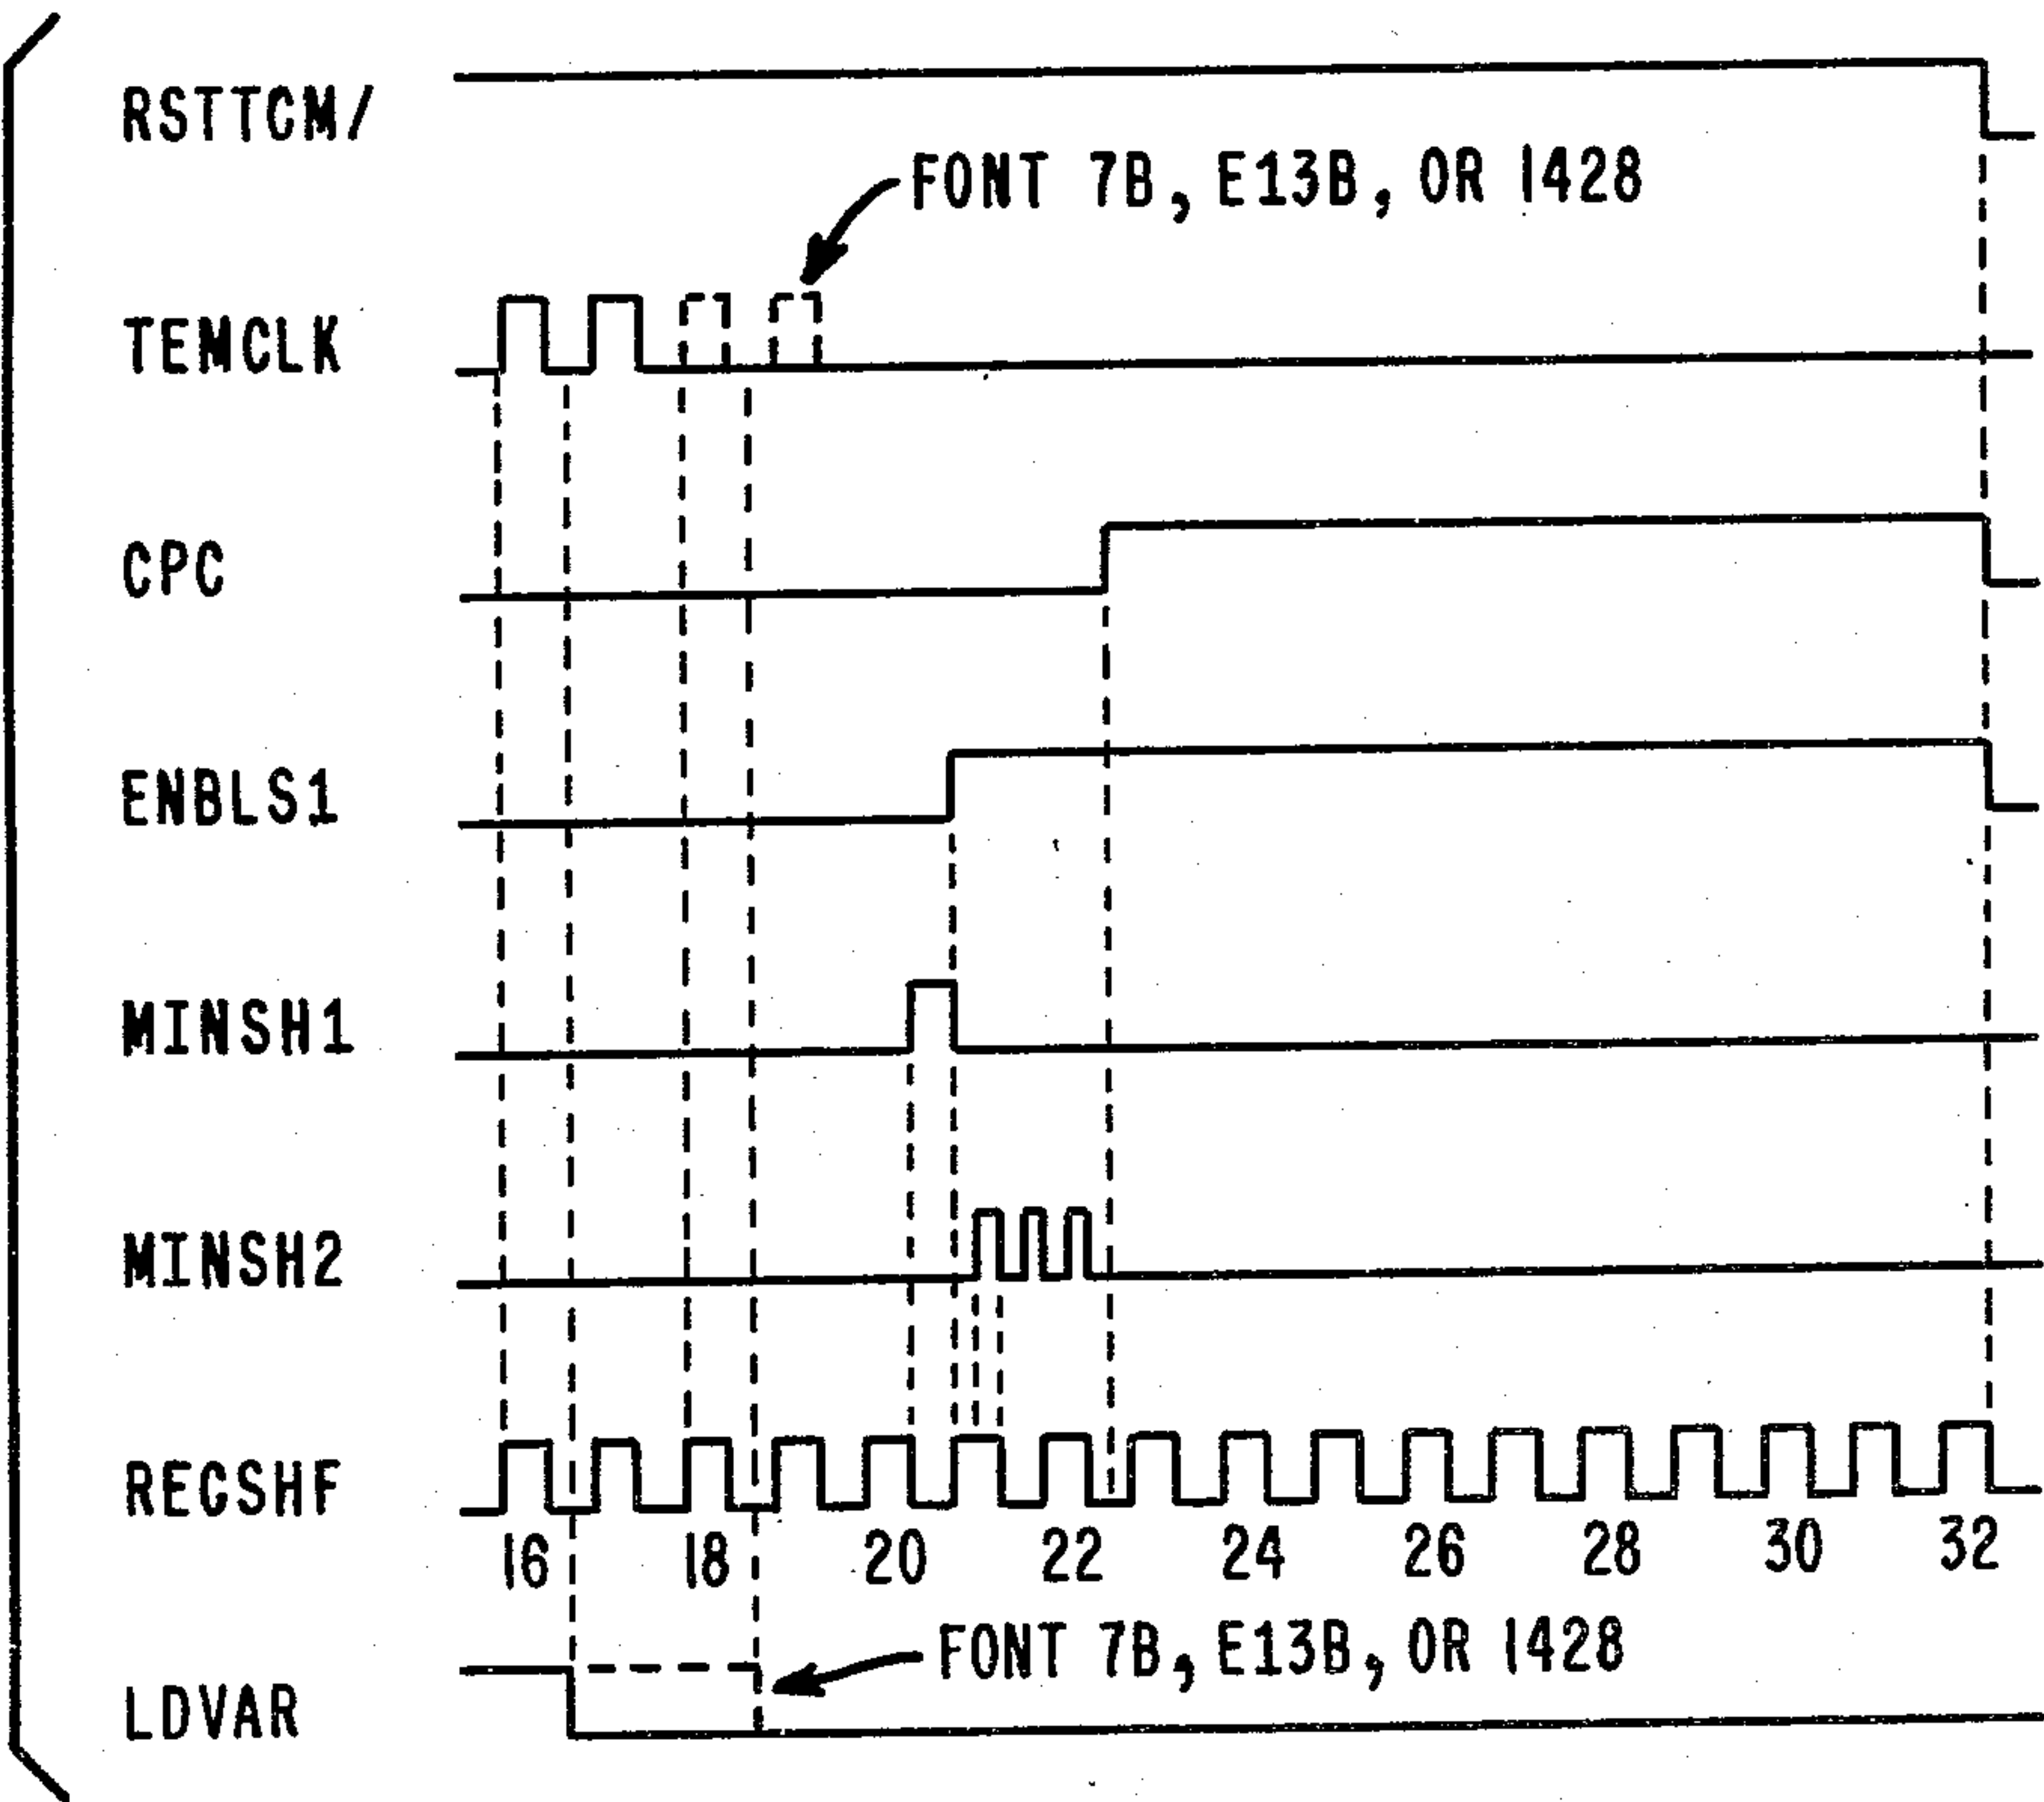 RSTTCM/
FONT 7B, E13B, OR 1428
TEMCLK
CPC
ENBLS1
MINSH1
MINSH2
RECSHF
16 18 20 22 24 26 28 30 32
FONT 7B, E13B, OR 1428
LDVAR